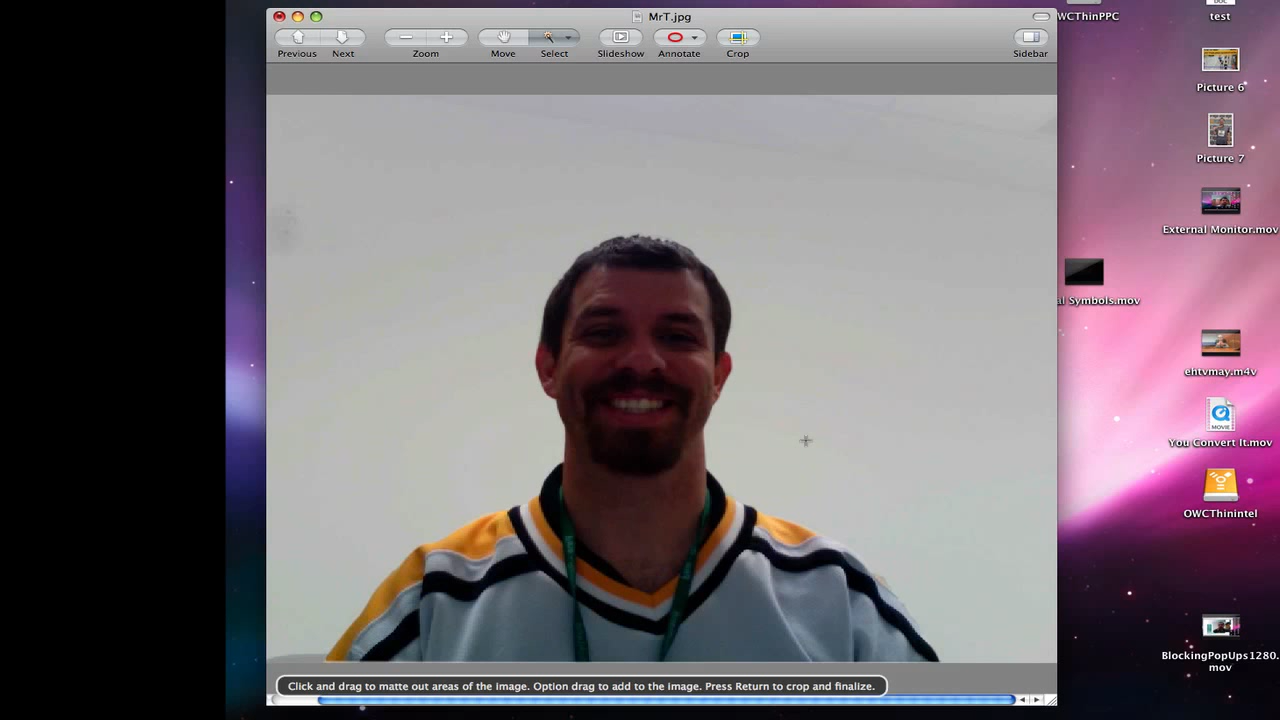 MrT.jpg
Previous Next Zoom Move Select Slideshow Annotate Crop Sidebar
Click and drag to matte out areas of the image. Option drag to add to the image. Press Return to crop and finalize.
WCThinPPC
test
Picture 6
Picture 7
External Monitor.mov
al Symbols.mov
ehtvmay.m4v
MOVIE
You Convert It.mov
OWCThinintel
BlockingPopUps1280.
mov